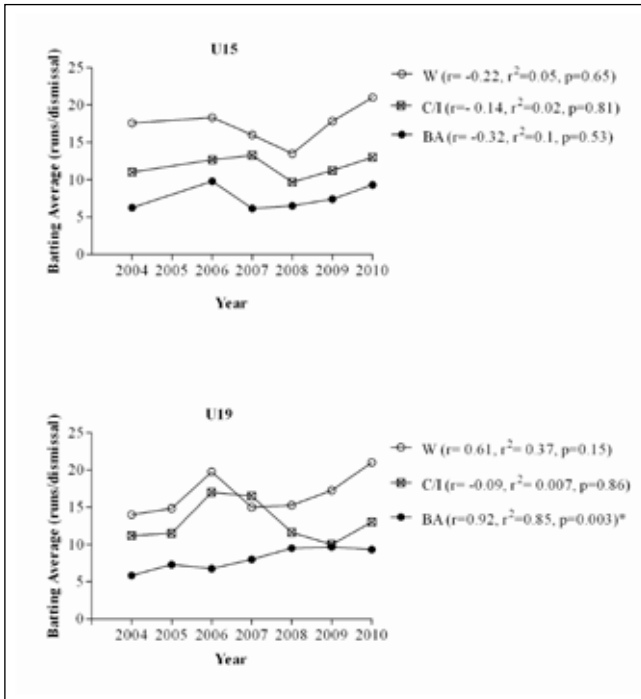 U15
Batting Average (runs/dismissal)
25
20
15
10
5
0
2004 2005 2006 2007 2008 2009 2010
Year
W (r= -0.22, r²=0.05, p=0.65)
C/I (r=- 0.14, r²=0.02, p=0.81)
BA (r= -0.32, r²=0.1, p=0.53)
U19
Batting Average (runs/dismissal)
25
20
15
10
5
0
2004 2005 2006 2007 2008 2009 2010
Year
W (r= 0.61, r²= 0.37, p=0.15)
C/I (r= -0.09, r²= 0.007, p=0.86)
BA (r=0.92, r²=0.85, p=0.003)*